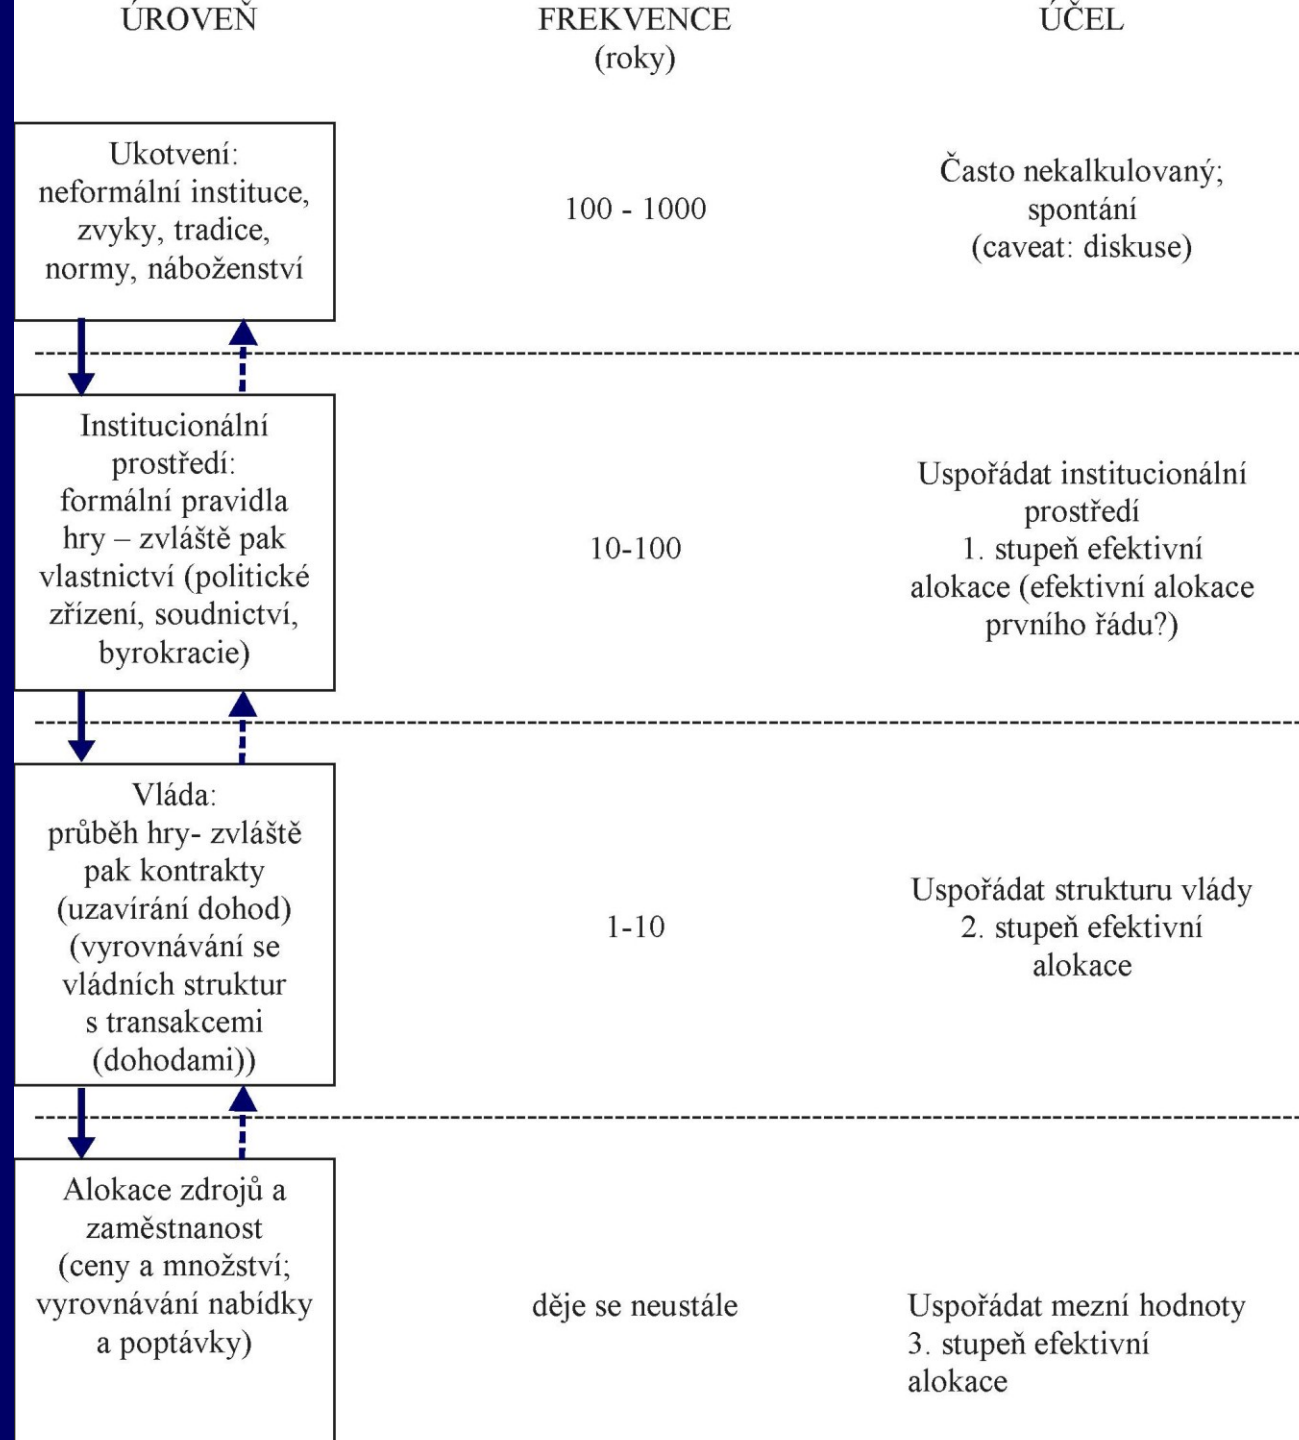 ÚROVEŇ
FREKVENCE
(roky)
ÚČEL
Ukotvení:
neformální instituce,
zvyky, tradice,
normy, náboženství
100 - 1000
Často nekalkulovaný;
spontání
(caveat: diskuse)
Institucionální
prostředí:
formální pravidla
hry – zvláště pak
vlastnictví (politické
zřízení, soudnictví,
byrokracie)
10-100
Uspořádat institucionální
prostředí
1. stupeň efektivní
alokace (efektivní alokace
prvního řádu?)
Vláda:
průběh hry- zvláště
pak kontrakty
(uzavírání dohod)
(vyrovnávání se
vládních struktur
s transakcemi
(dohodami))
1-10
Uspořádat strukturu vlády
2. stupeň efektivní
alokace
Alokace zdrojů a
zaměstnanost
(ceny a množství;
vyrovnávání nabídky
a poptávky)
děje se neustále
Uspořádat mezní hodnoty
3. stupeň efektivní
alokace